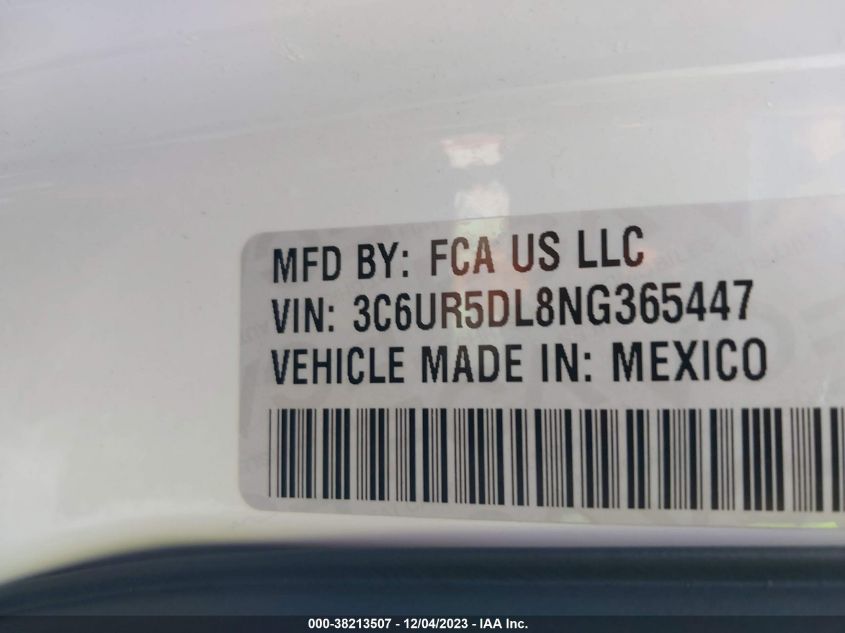 MFD BY: FCA US LLC
VIN: 3C6UR5DL8NG365447
VEHICLE MADE IN: MEXICO
000-38213507 - 12/04/2023 - IAA Inc.